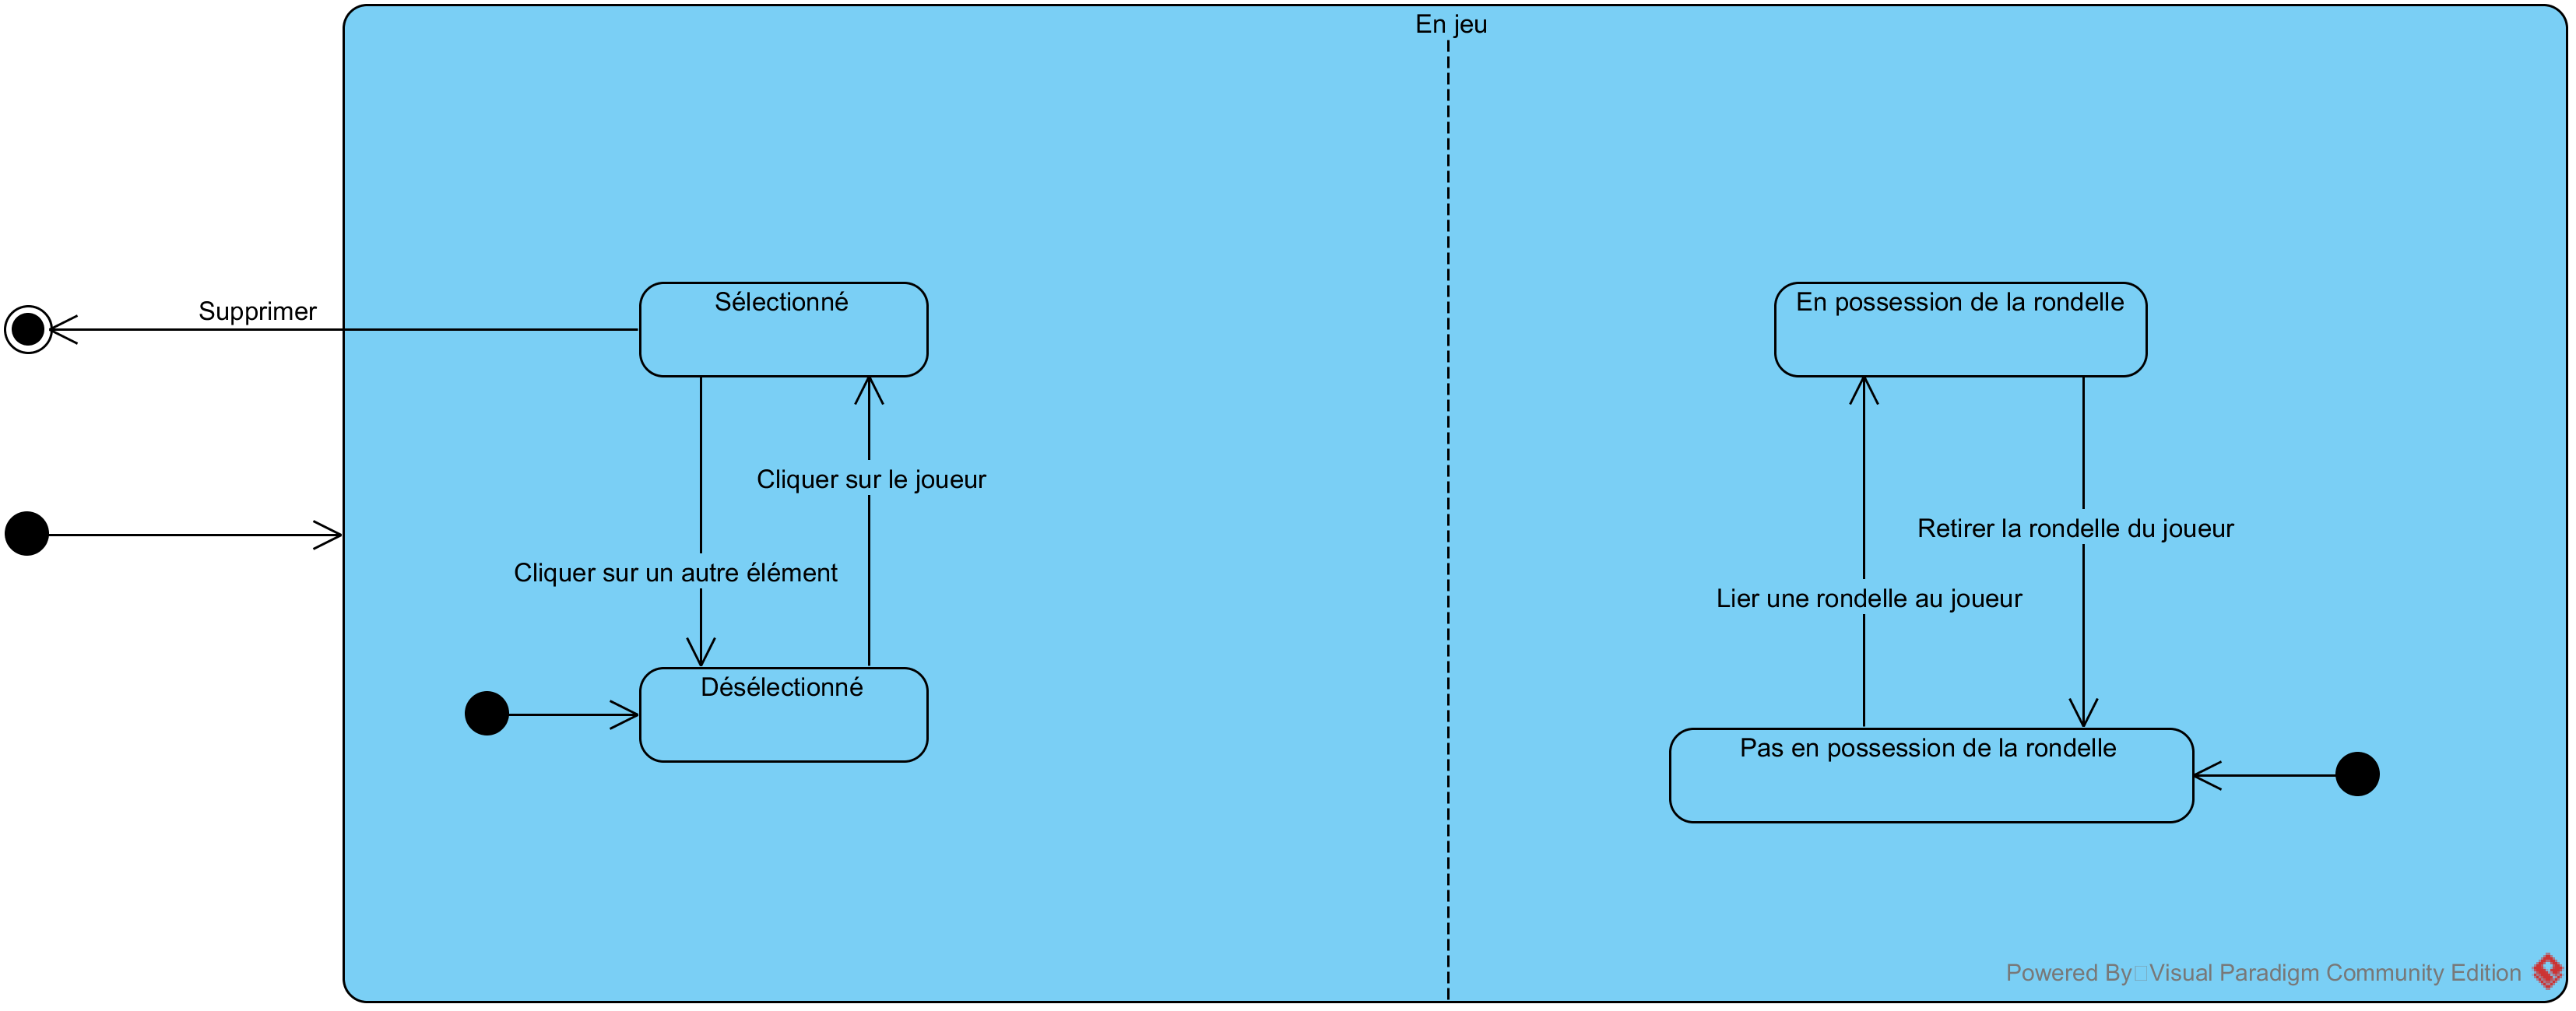 En jeu
Supprimer
Sélectionné
Cliquer sur le joueur
Cliquer sur un autre élément
Désélectionné
En possession de la rondelle
Retirer la rondelle du joueur
Lier une rondelle au joueur
Pas en possession de la rondelle
Powered By□Visual Paradigm Community Edition